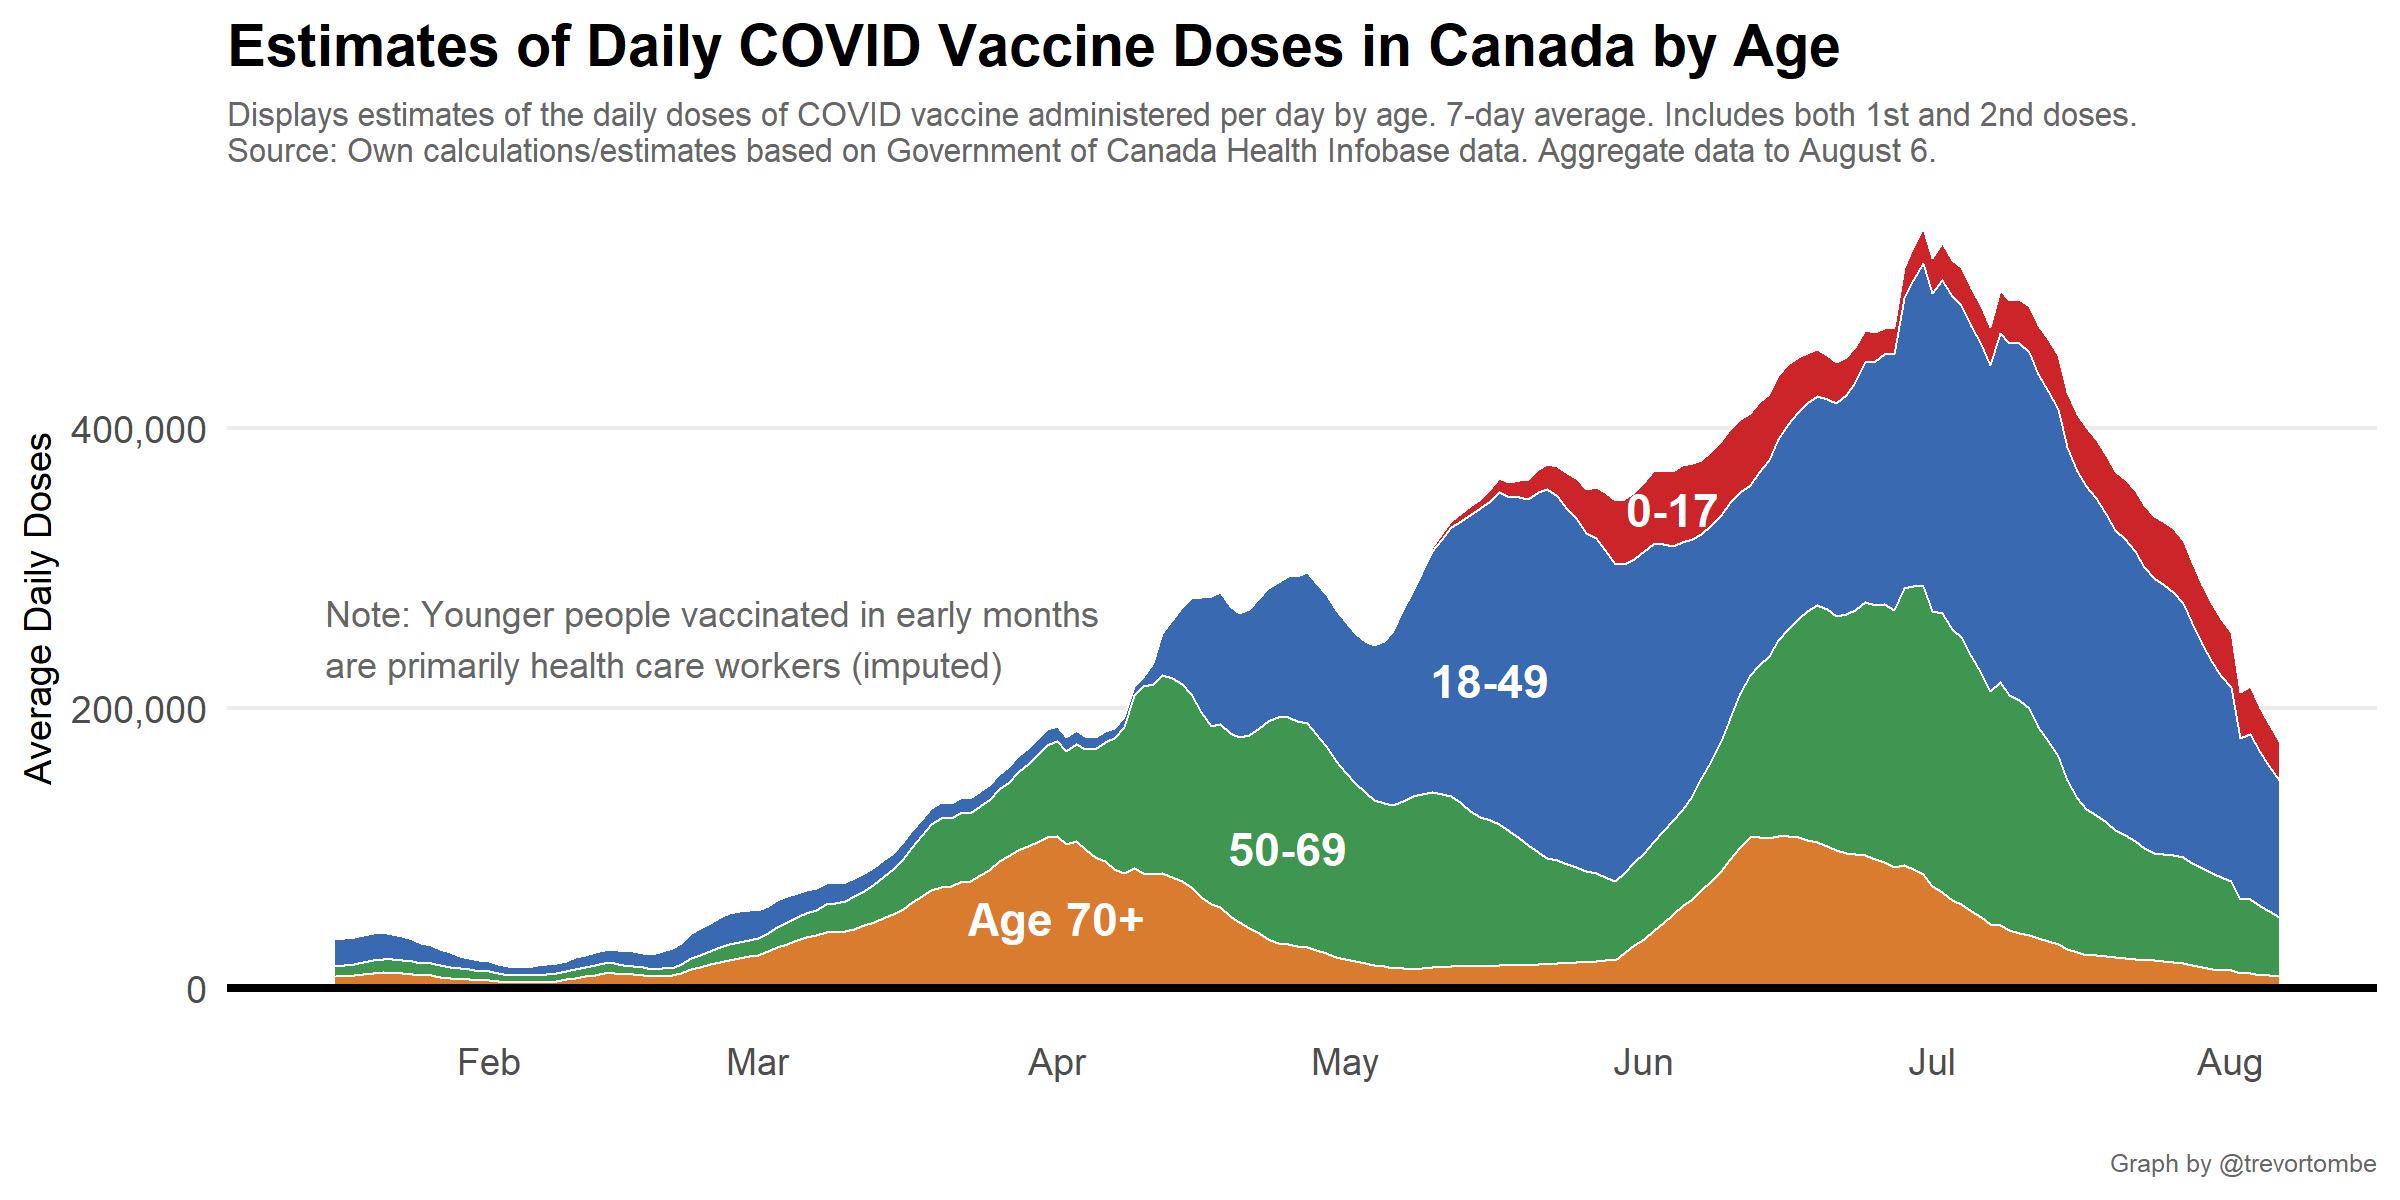 Estimates of Daily COVID Vaccine Doses in Canada by Age
Displays estimates of the daily doses of COVID vaccine administered per day by age. 7-day average. Includes both 1st and 2nd doses.
Source: Own calculations/estimates based on Government of Canada Health Infobase data. Aggregate data to August 6.
Average Daily Doses
400,000
200,000
0
Note: Younger people vaccinated in early months
are primarily health care workers (imputed)
0-17
18-49
50-69
Age 70+
Feb
Mar
Apr
May
Jun
Jul
Aug
Graph by @trevortombe